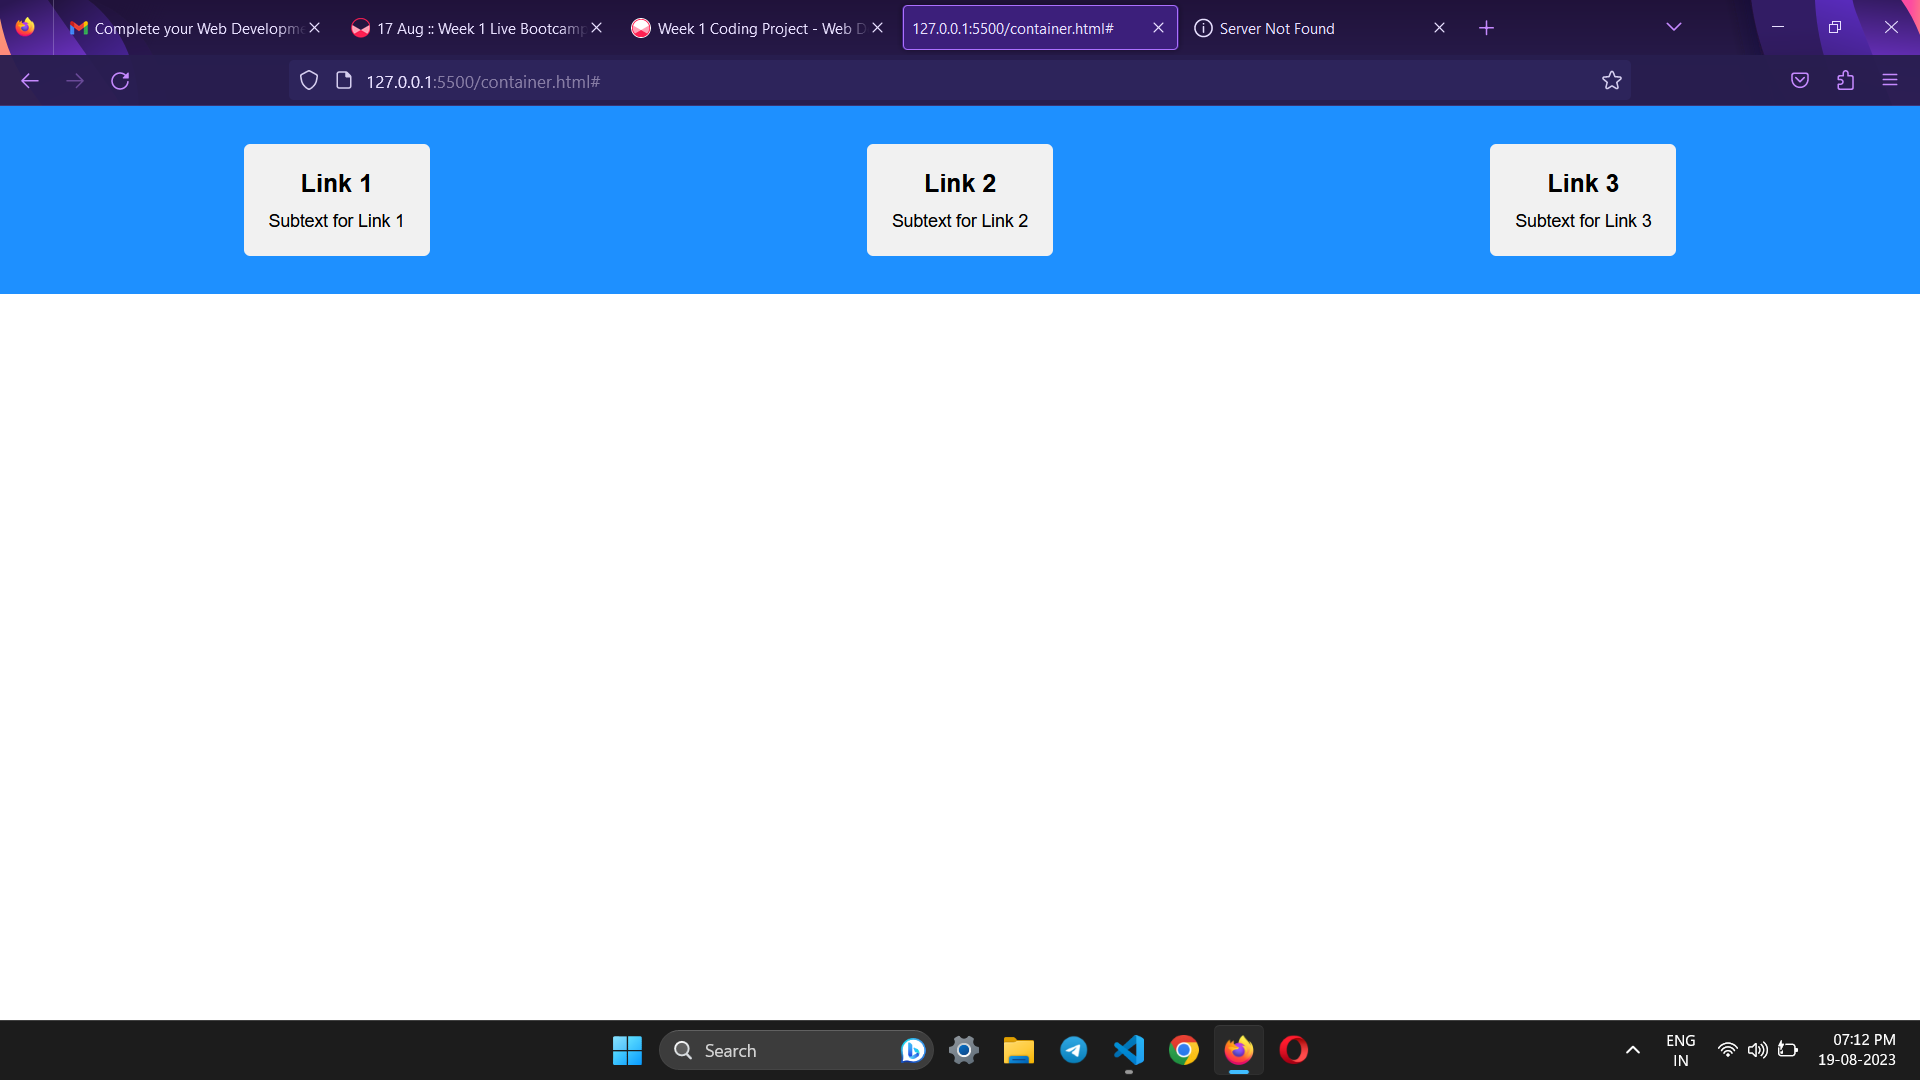 Complete your Web Developme
17 Aug :: Week 1 Live Bootcamp
Week 1 Coding Project - Web D
127.0.0.1:5500/container.html#
Server Not Found
127.0.0.1:5500/container.html#
Link 1
Subtext for Link 1
Link 2
Subtext for Link 2
Link 3
Subtext for Link 3
Search
ENG
IN
07:12 PM
19-08-2023